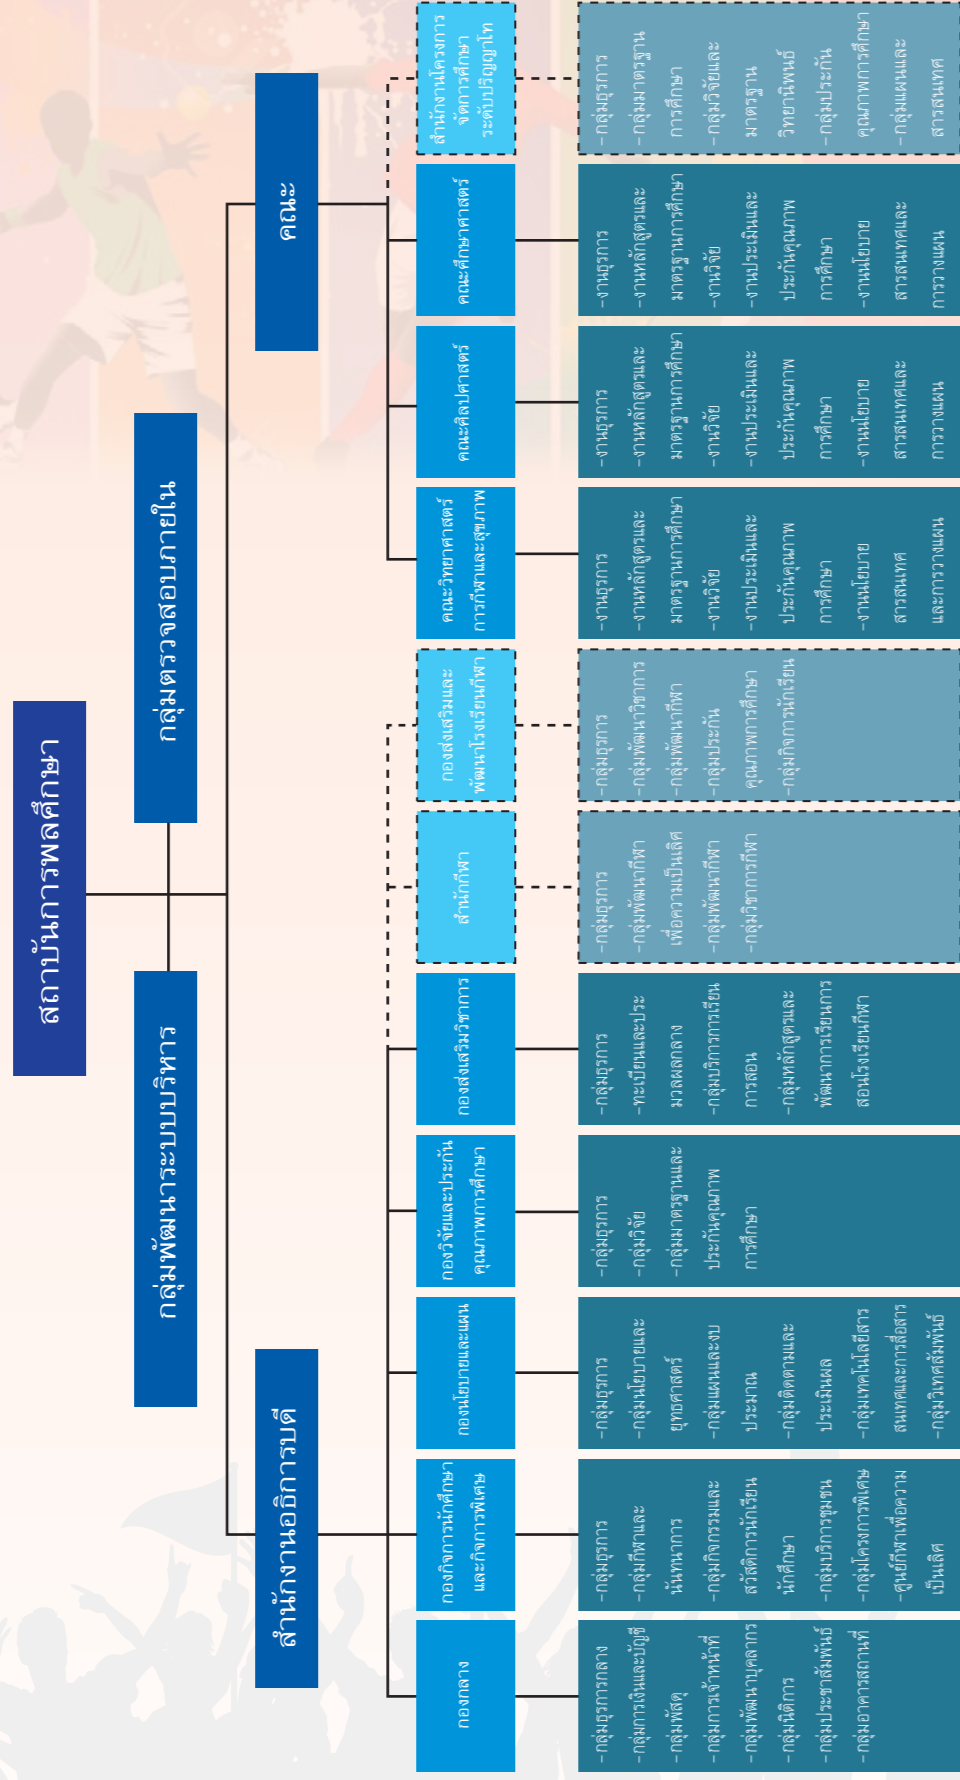 สถาบันการพลศึกษา
กลุ่มพัฒนาระบบบริหาร
กลุ่มตรวจสอบภายใน
สำนักงานอธิการบดี
คณะ
กองกลาง
–กลุ่มธุรการกลาง
–กลุ่มการเงินและบัญชี
–กลุ่มพัสดุ
–กลุ่มการเจ้าหน้าที่
–กลุ่มพัฒนาบุคลากร
–กลุ่มนิติการ
–กลุ่มประชาสัมพันธ์
–กลุ่มอาคารสถานที่
กองกิจการนักศึกษา
และกิจการพิเศษ
–กลุ่มธุรการ
–กลุ่มกีฬาและ
นันทนาการ
–กลุ่มกิจกรรมและ
สวัสดิการนักเรียน
นักศึกษา
–กลุ่มบริการชุมชน
–กลุ่มโครงการพิเศษ
–ศูนย์กีฬาเพื่อความ
เป็นเลิศ
กองนโยบายและแผน
–กลุ่มธุรการ
–กลุ่มนโยบายและ
ยุทธศาสตร์
–กลุ่มแผนและงบ
ประมาณ
–กลุ่มติดตามและ
ประเมินผล
–กลุ่มเทคโนโลยีสาร
สนเทศและการสื่อสาร
–กลุ่มวิเทศสัมพันธ์
กองวิจัยและประกัน
คุณภาพการศึกษา
–กลุ่มธุรการ
–กลุ่มวิจัย
–กลุ่มมาตรฐานและ
ประกันคุณภาพ
การศึกษา
กองส่งเสริมวิชาการ
–กลุ่มธุรการ
–ทะเบียนและประ
มวลผลกลาง
–กลุ่มบริการการเรียน
การสอน
–กลุ่มหลักสูตรและ
พัฒนาการเรียนการ
สอนโรงเรียนกีฬา
สำนักกีฬา
–กลุ่มธุรการ
–กลุ่มพัฒนากีฬา
เพื่อความเป็นเลิศ
–กลุ่มพัฒนากีฬา
–กลุ่มวิชาการกีฬา
กองส่งเสริมและ
พัฒนาโรงเรียนกีฬา
–กลุ่มธุรการ
–กลุ่มพัฒนาวิชาการ
–กลุ่มพัฒนากีฬา
–กลุ่มประกัน
คุณภาพการศึกษา
–กลุ่มกิจการนักเรียน
คณะวิทยาศาสตร์
การกีฬาและสุขภาพ
–งานธุรการ
–งานหลักสูตรและ
มาตรฐานการศึกษา
–งานวิจัย
–งานประเมินและ
ประกันคุณภาพ
การศึกษา
–งานนโยบาย
สารสนเทศ
และการวางแผน
คณะศิลปศาสตร์
–งานธุรการ
–งานหลักสูตรและ
มาตรฐานการศึกษา
–งานวิจัย
–งานประเมินและ
ประกันคุณภาพ
การศึกษา
–งานนโยบาย
สารสนเทศและ
การวางแผน
คณะศึกษาศาสตร์
–งานธุรการ
–งานหลักสูตรและ
มาตรฐานการศึกษา
–งานวิจัย
–งานประเมินและ
ประกันคุณภาพ
การศึกษา
–งานนโยบาย
สารสนเทศและ
การวางแผน
สำนักงานโครงการ
จัดการศึกษา
ระดับปริญญาโท
–กลุ่มธุรการ
–กลุ่มมาตรฐาน
การศึกษา
–กลุ่มวิจัยและ
มาตรฐาน
วิทยานิพนธ์
–กลุ่มประกัน
คุณภาพการศึกษา
–กลุ่มแผนและ
สารสนเทศ